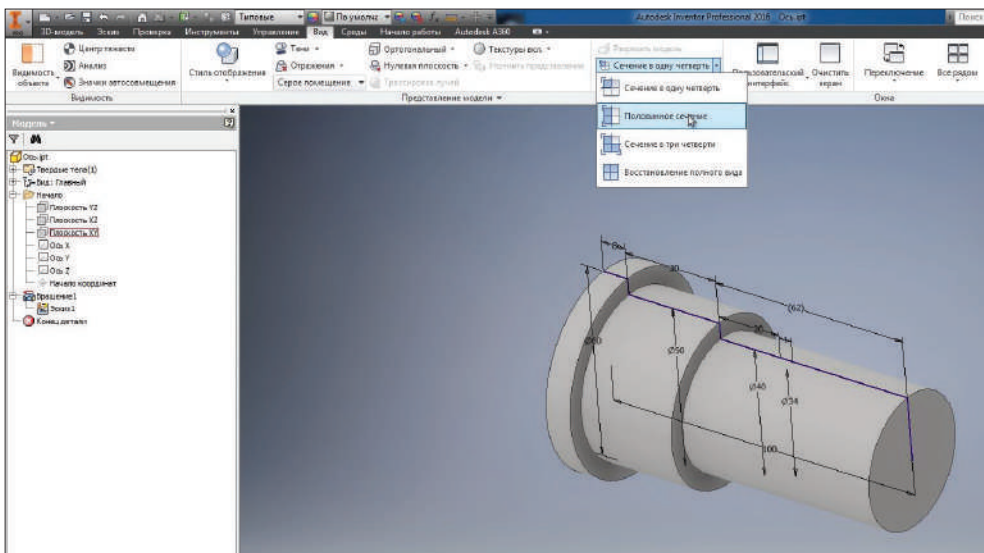 Типовые По умолчг Autodesk Inventor Professional 2016 Ось.ipt Поиск
3D-модель Эскиз Проверка Инструменты Управление Вид Среды Начало работы Autodesk A360
Видимость объекта
Центр тяжести
Анализ
Значки автосовмещения
Видимость
Стиль отображения
Тени
Отражения
Серое помещение
Ортогональный
Нулевая плоскость
Трассировка лучей
Текстуры вкл.
Уточнить представление
Представление модели
Разрезать модель
Сечение в одну четверть
Сечение в одну четверть
Половинное сечение
Сечение в три четверти
Восстановление полного вида
Пользовательский интерфейс
Очистить экран
Переключение
Все рядом
Окна
Модель
Ось.ipt
Твердые тела(1)
Вид: Главный
Начало
Плоскость YZ
Плоскость XZ
Плоскость XY
Ось X
Ось Y
Ось Z
Начало координат
Вращение1
Эскиз1
Конец детали
30
(62)
Ø50
Ø34
100